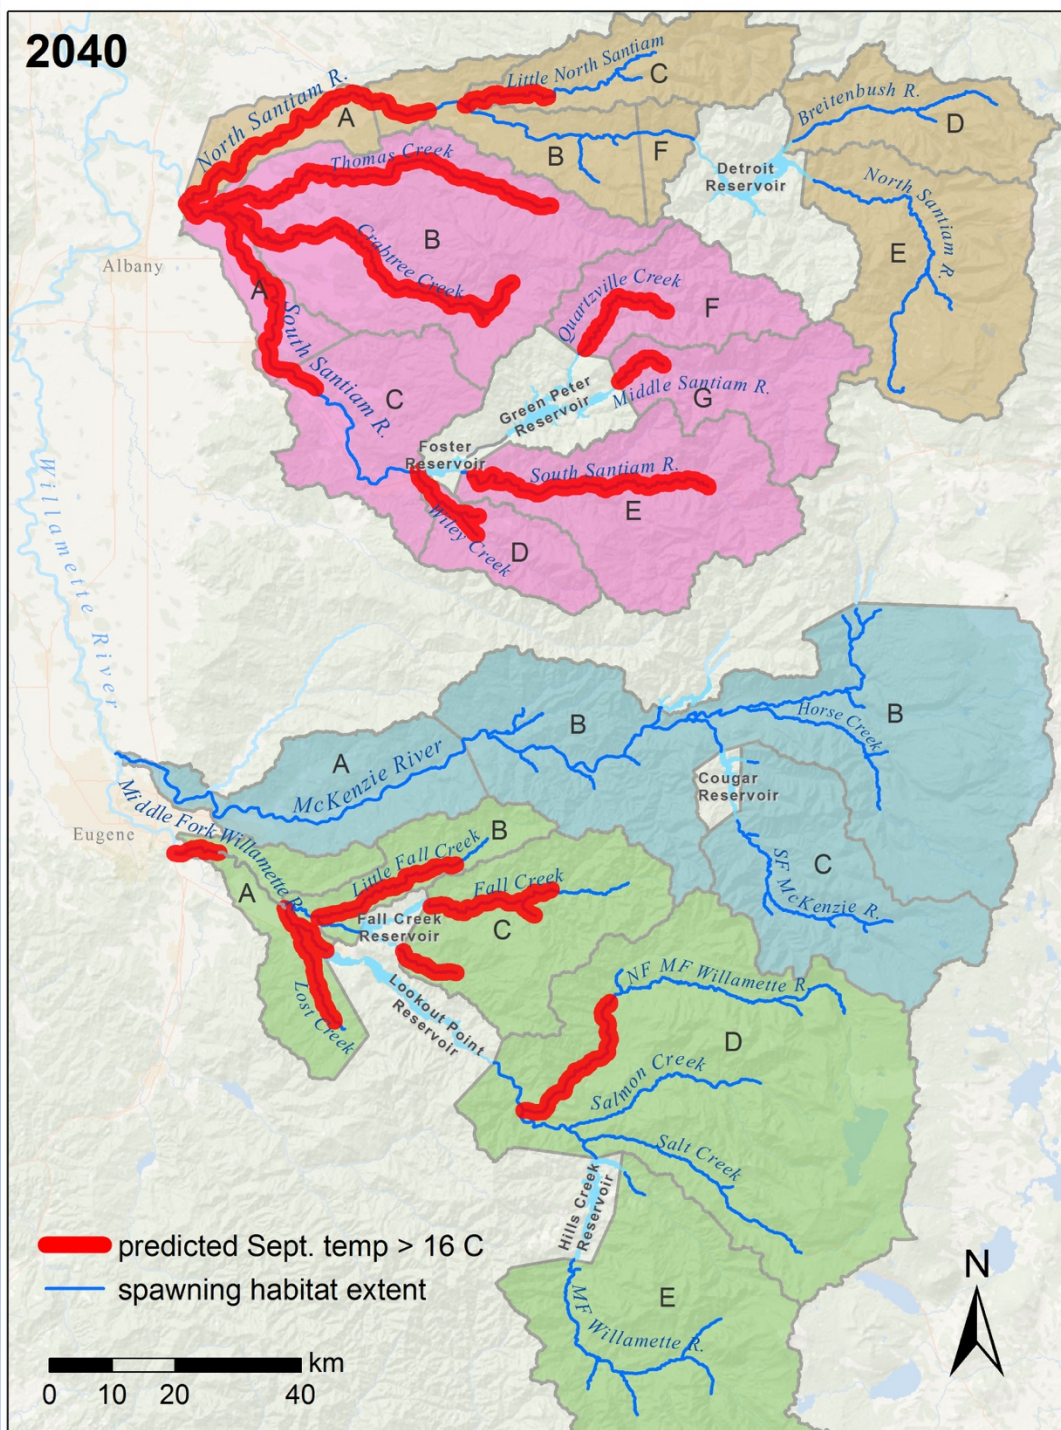 2040
Little North Santiam
C
North Santiam R.
A
Breitenbush R.
D
B
F
Thomas Creek
Detroit
Reservoir
North Santiam R.
B
Crabtree Creek
E
Albany
A
Quartzville Creek
F
South Santiam R.
C
Green Peter
Reservoir
Middle Santiam R.
G
Foster
Reservoir
South Santiam R.
E
Wiley Creek
D
Willamette River
B
B
Horse Creek
A
McKenzie River
Cougar
Reservoir
Middle Fork Willamette R.
Eugene
B
Little Fall Creek
C
SF McKenzie R.
A
Fall Creek
Fall Creek
Reservoir
C
Lost Creek
Lookout Point
Reservoir
NF MF Willamette R.
D
Salmon Creek
Salt Creek
Hills Creek
Reservoir
E
MF Willamette R.
predicted Sept. temp > 16 C
spawning habitat extent
N
km
0 10 20 40